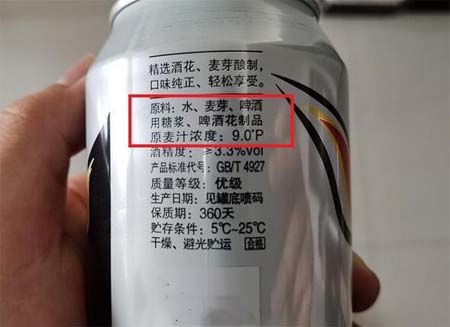 精选酒花、麦芽酿制，
口味纯正、轻松享受。
原料：水、麦芽、啤酒
用糖浆、啤酒花制品
原麦汁浓度：9.0°P
酒精度：≥3.3%vol
产品标准代号：GB/T 4927
质量等级：优级
生产日期：见罐底喷码
保质期：360天
贮存条件：5℃~25℃
干燥、避光贮运 合格